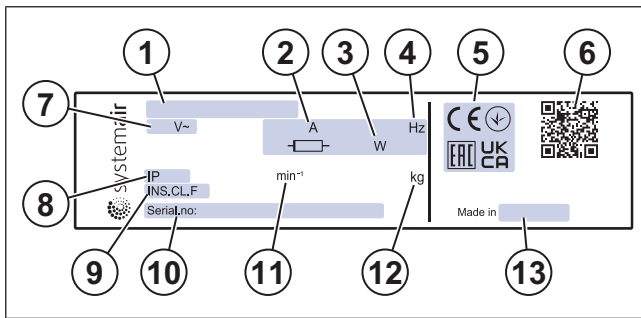 1
2
3
4
5
6
7
V~
A
Hz
W
CE
EAC
UK
CA
systemair
8
IP
min⁻¹
kg
INS.CL.F
Serial.no:
Made in
9
10
11
12
13